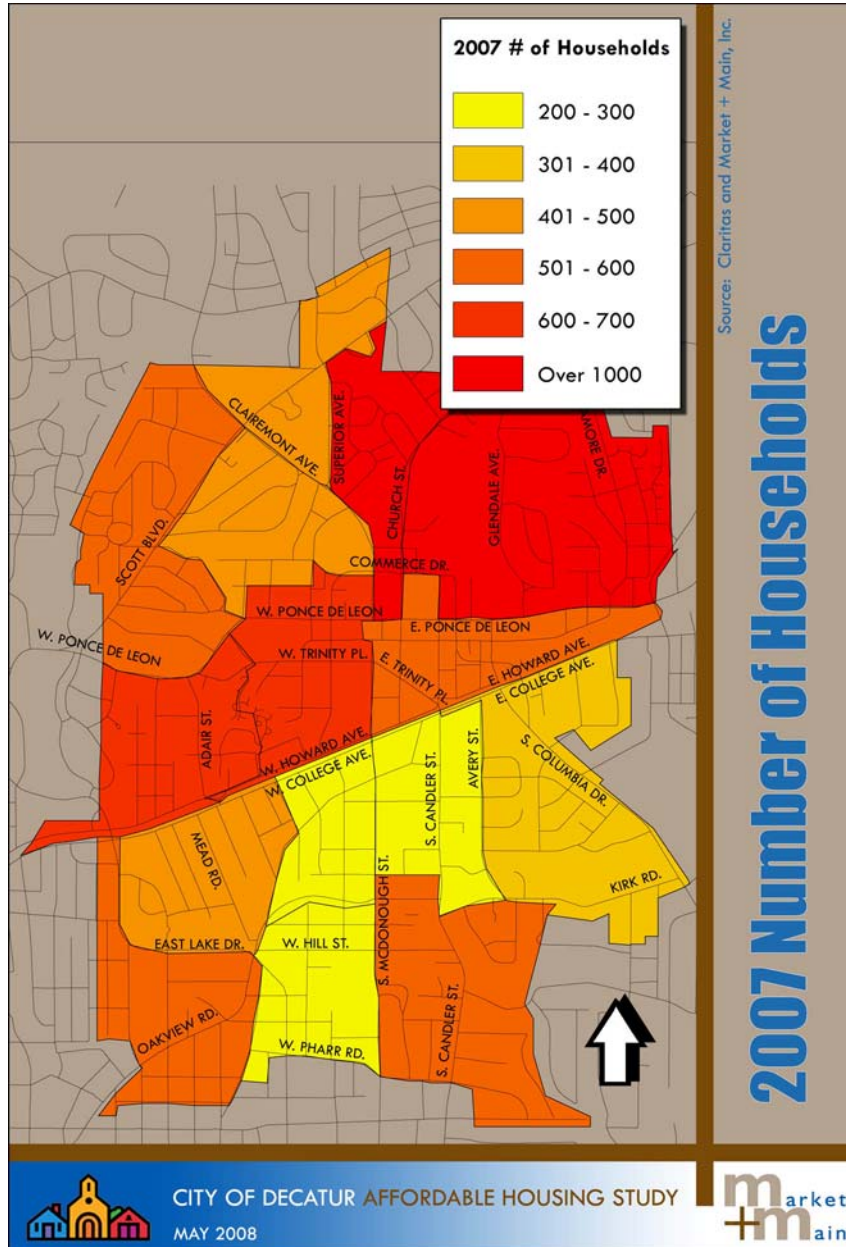 2007 # of Households
200 - 300
301 - 400
401 - 500
501 - 600
600 - 700
Over 1000
Source: Claritas and Market + Main, Inc.
2007 Number of Households
CLAIREMONT AVE.
SUPERIOR AVE.
CHURCH ST.
GLENDALE AVE.
AMORE DR.
SCOTT BLVD.
COMMERCE DR.
W. PONCE DE LEON
E. PONCE DE LEON
W. PONCE DE LEON
W. TRINITY PL.
E. TRINITY PL.
E. HOWARD AVE.
E. COLLEGE AVE.
ADAIR ST.
W. HOWARD AVE.
W. COLLEGE AVE.
S. CANDLER ST.
AVERY ST.
S. COLUMBIA DR.
MEAD RD.
S. MCDONOUGH ST.
KIRK RD.
EAST LAKE DR.
W. HILL ST.
OAKVIEW RD.
W. PHARR RD.
S. CANDLER ST.
CITY OF DECATUR AFFORDABLE HOUSING STUDY
MAY 2008
market
+main